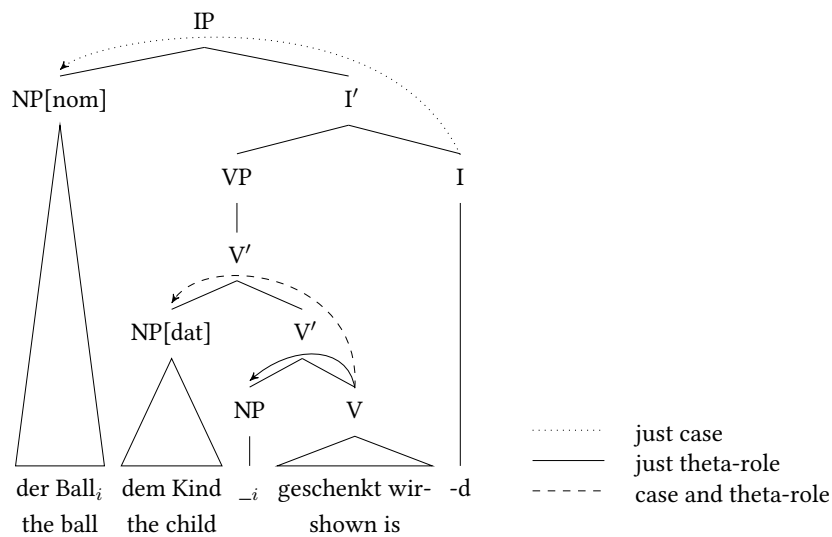 IP
NP[nom] I′
VP I
V′
NP[dat] V′
NP V
der Ballᵢ dem Kind _ᵢ geschenkt wir- -d
the ball the child shown is
just case
just theta-role
case and theta-role